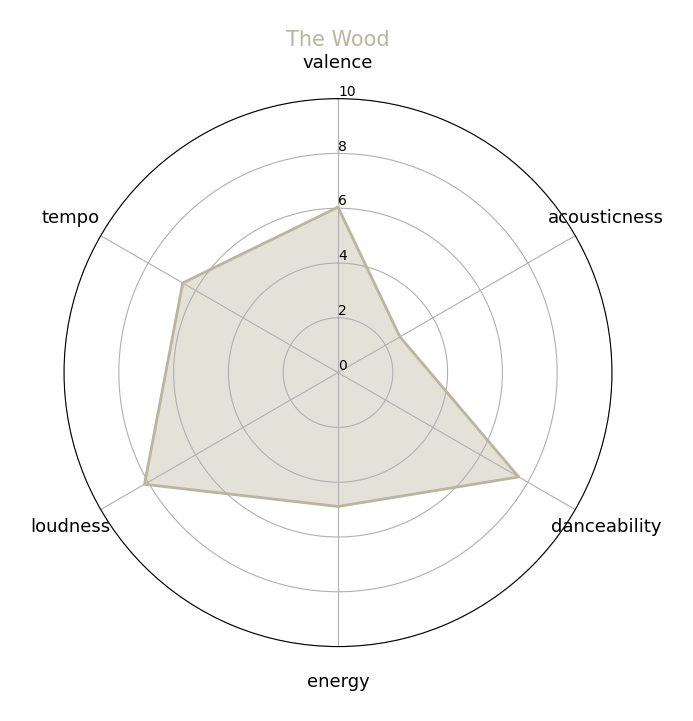 The Wood
valence
10
8
6
4
2
0
tempo
acousticness
loudness
danceability
energy